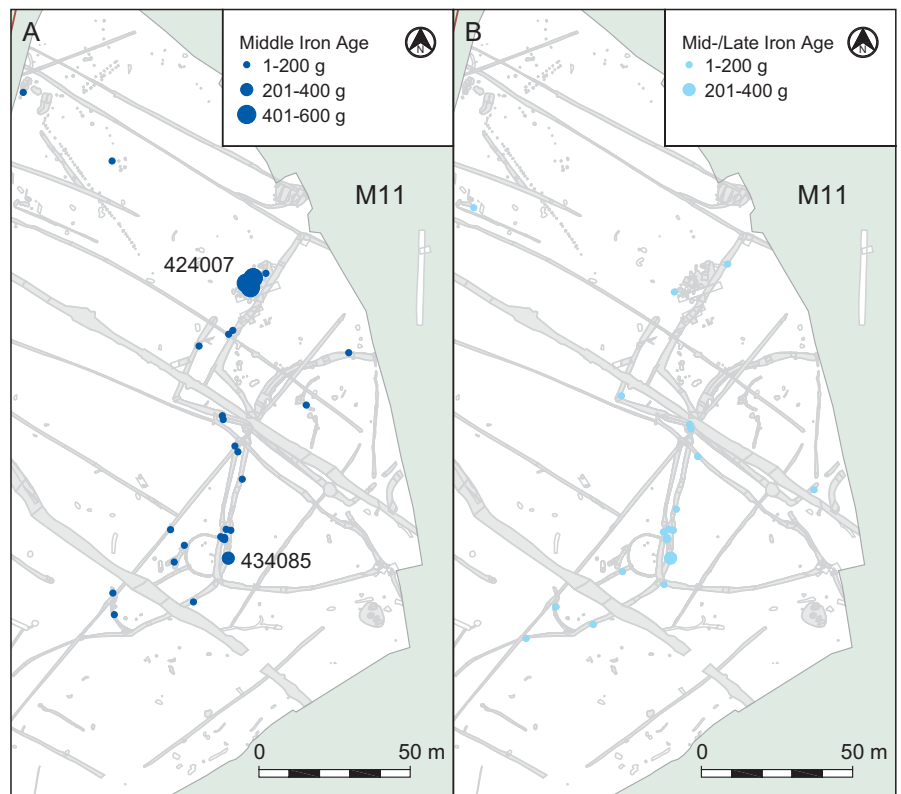 A
Middle Iron Age
N
1-200 g
201-400 g
401-600 g
M11
424007
434085
0 50 m
B
Mid-/Late Iron Age
N
1-200 g
201-400 g
M11
0 50 m